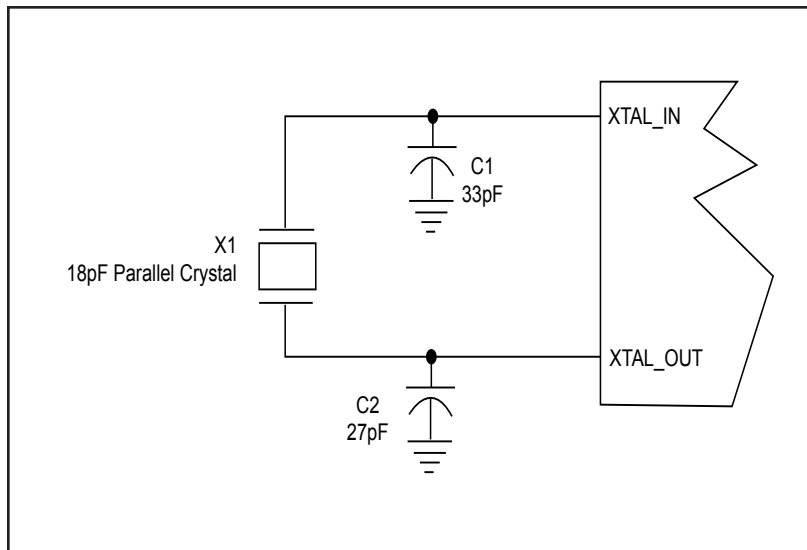 XTAL_IN
C1
33pF
X1
18pF Parallel Crystal
XTAL_OUT
C2
27pF